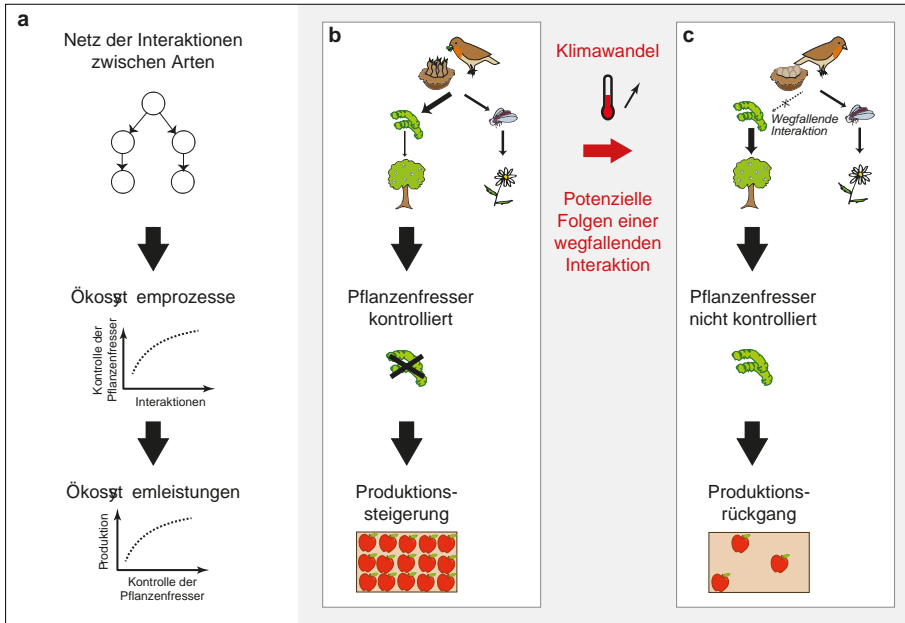 a
Netz der Interaktionen
zwischen Arten
Ökosyst emprozesse
Kontrolle der
Pflanzenfresser
Interaktionen
Ökosyst emleistungen
Produktion
Kontrolle der
Pflanzenfresser
b
Pflanzenfresser
kontrolliert
Produktions-
steigerung
Klimawandel
Potenzielle
Folgen einer
wegfallenden
Interaktion
c
Wegfallende
Interaktion
Pflanzenfresser
nicht kontrolliert
Produktions-
rückgang